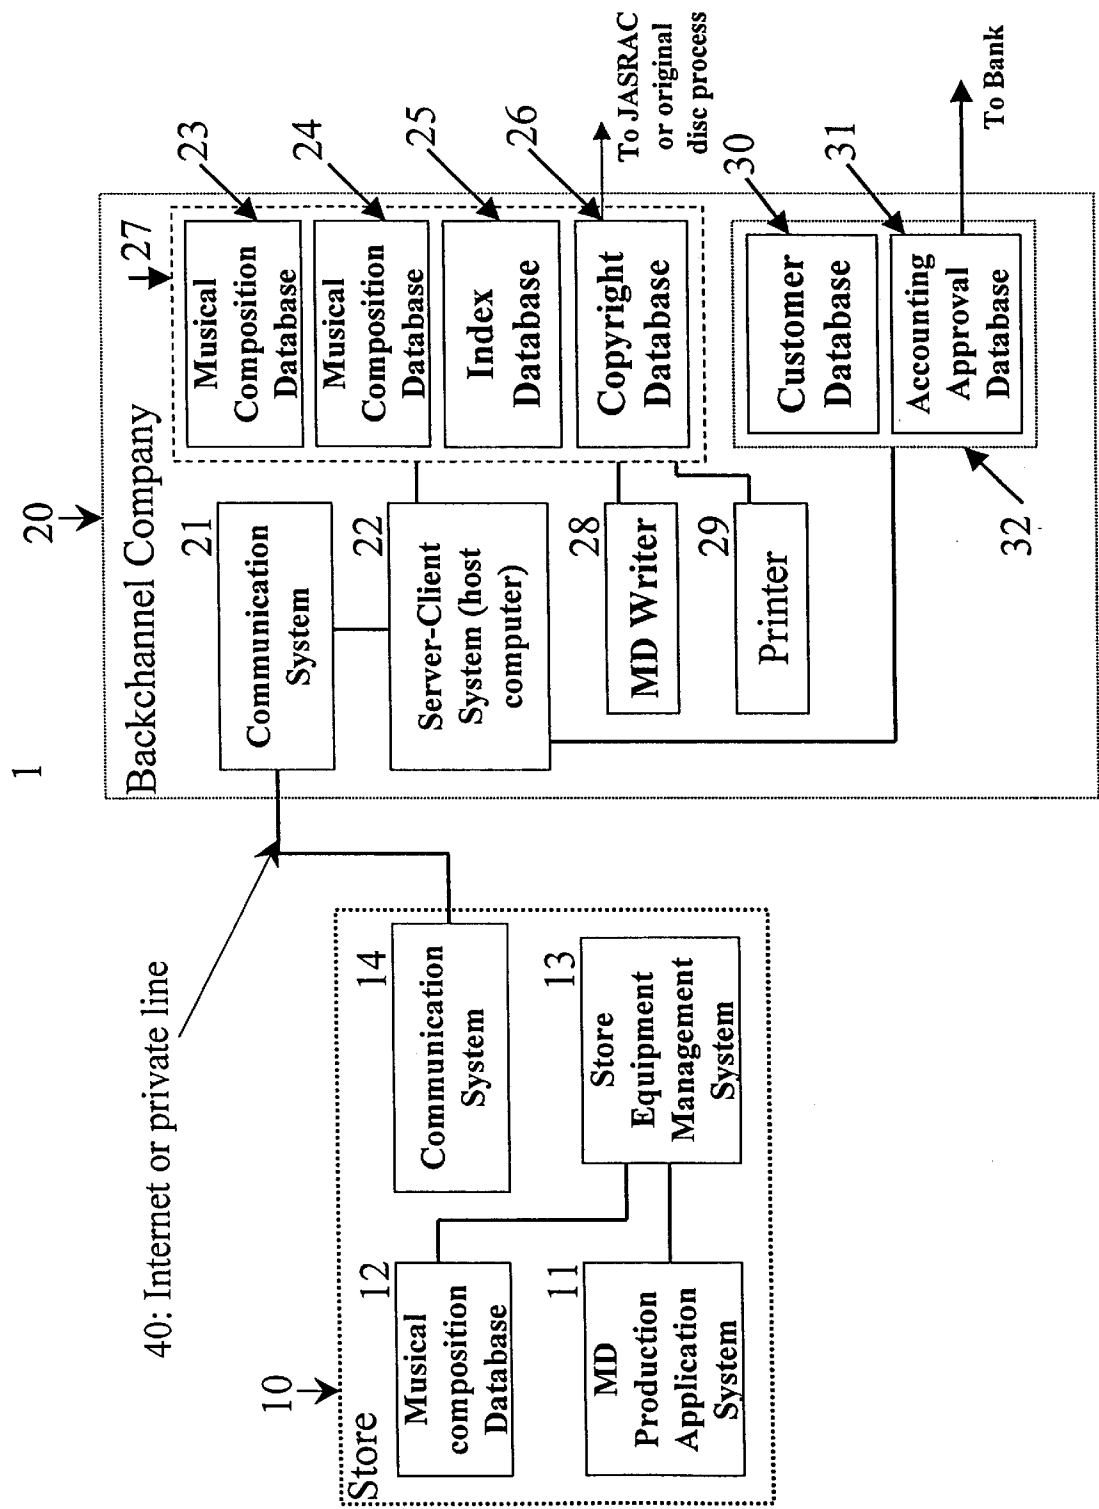 1
20
Backchannel Company
27
21
Communication
System
22
Server-Client
System (host
computer)
28
MD Writer
29
Printer
Musical
Composition
Database
23
Musical
Composition
Database
24
Index
Database
25
Copyright
Database
26
To JASRAC
or original
disc process
Customer
Database
30
Accounting
Approval
Database
31
To Bank
32
40: Internet or private line
10
Store
12
Musical
composition
Database
11
MD
Production
Application
System
14
Communication
System
13
Store
Equipment
Management
System